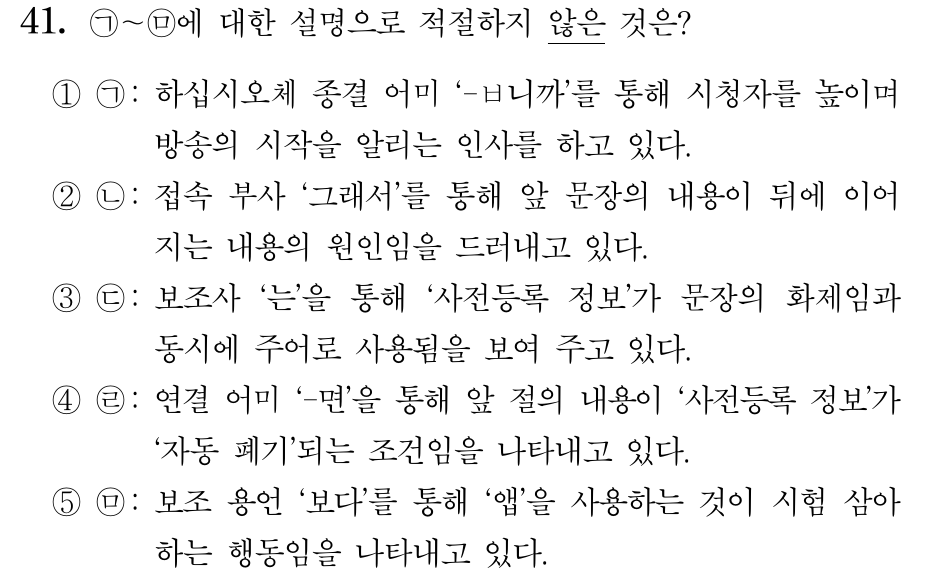 41. ㉠~㉤에 대한 설명으로 적절하지 않은 것은?
① ㉠: 하십시오체 종결 어미 ‘-ㅂ니까’를 통해 시청자를 높이며
방송의 시작을 알리는 인사를 하고 있다.
② ㉡: 접속 부사 ‘그래서’를 통해 앞 문장의 내용이 뒤에 이어
지는 내용의 원인임을 드러내고 있다.
③ ㉢: 보조사 ‘는’을 통해 ‘사전등록 정보’가 문장의 화제임과
동시에 주어로 사용됨을 보여 주고 있다.
④ ㉣: 연결 어미 ‘-면’을 통해 앞 절의 내용이 ‘사전등록 정보’가
‘자동 폐기’되는 조건임을 나타내고 있다.
⑤ ㉤: 보조 용언 ‘보다’를 통해 ‘앱’을 사용하는 것이 시험 삼아
하는 행동임을 나타내고 있다.